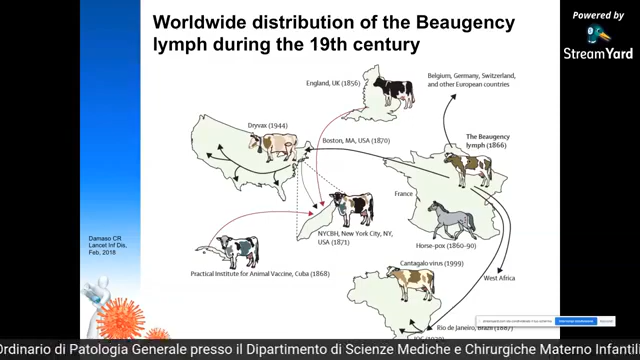 Worldwide distribution of the Beaugency
lymph during the 19th century
Powered by
StreamYard
England, UK (1856)
Belgium, Germany, Switzerland,
and other European countries
Dryvax (1944)
Boston, MA, USA (1870)
The Beaugency
lymph (1866)
France
NYCBH, New York City, NY,
USA (1871)
Horse-pox (1860-90)
Damaso CR
Lancet Inf Dis,
Feb, 2018
Practical Institute for Animal Vaccine, Cuba (1868)
Cantagalo virus (1999)
West Africa
Rio de Janeiro, Brazil (1887)
Ordinario di Patologia Generale presso il Dipartimento di Scienze Mediche e Chirurgiche Materno Infantil